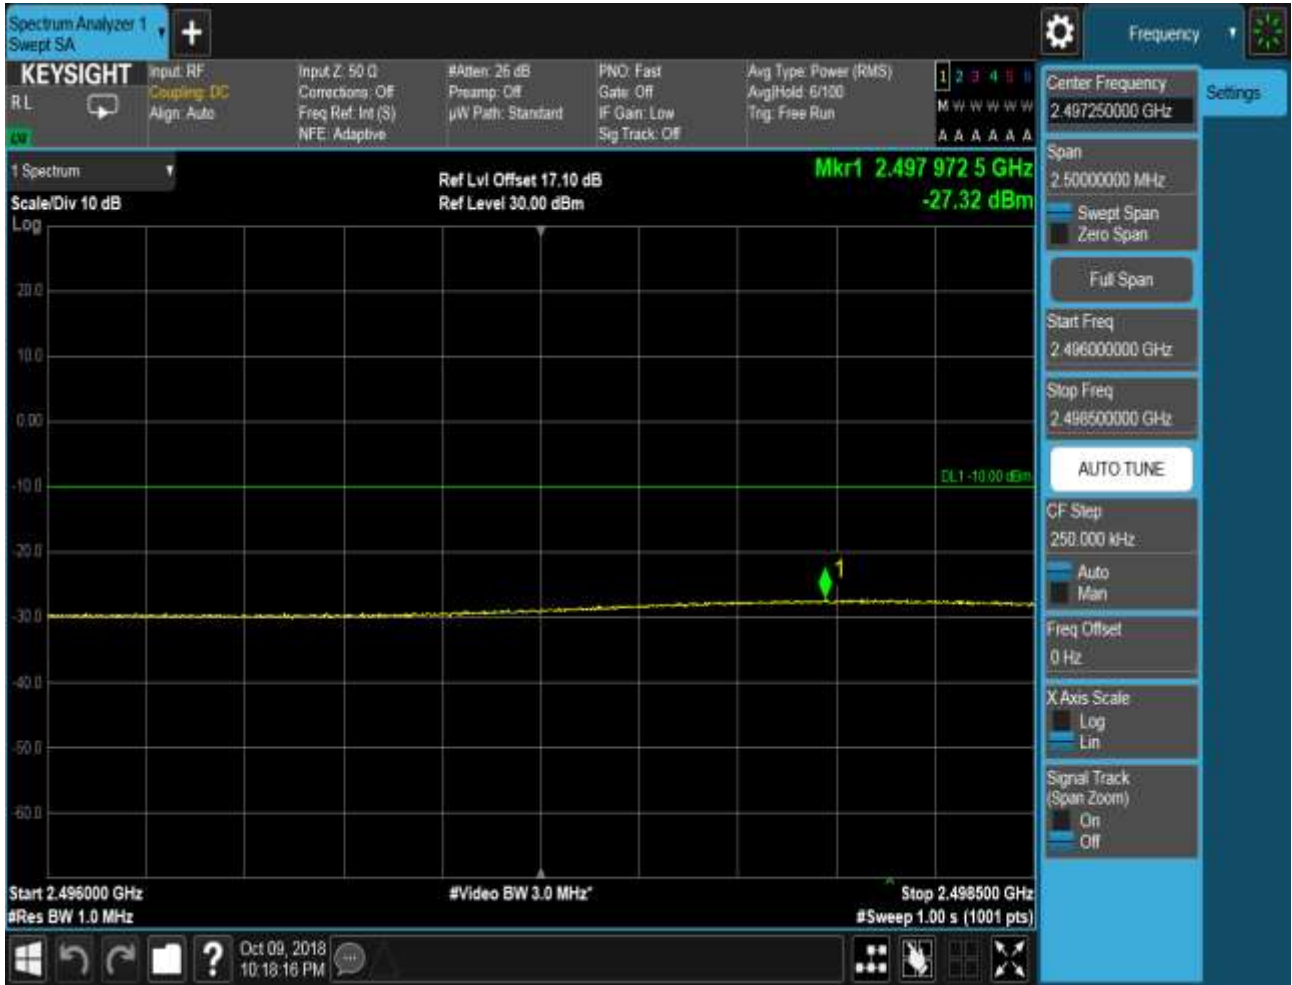 Spectrum Analyzer 1
Swept SA
Frequency
KEYSIGHT
R L
LXI
Input: RF
Coupling: DC
Align: Auto
Input Z: 50 Ω
Corrections: Off
Freq Ref: Int (S)
NFE: Adaptive
#Atten: 26 dB
Preamp: Off
µW Path: Standard
PNO: Fast
Gate: Off
IF Gain: Low
Sig Track: Off
Avg Type: Power (RMS)
Avg|Hold: 6/100
Trig: Free Run
1 2 3 4 5 6
M W W W W W
A A A A A A
1 Spectrum
Scale/Div 10 dB
Log
Ref Lvl Offset 17.10 dB
Ref Level 30.00 dBm
Mkr1 2.497 972 5 GHz
-27.32 dBm
20.0
10.0
0.00
-10.0
-20.0
-30.0
-40.0
-50.0
-60.0
DL1 -10.00 dBm
1
Start 2.496000 GHz
#Res BW 1.0 MHz
#Video BW 3.0 MHz*
Stop 2.498500 GHz
#Sweep 1.00 s (1001 pts)
Center Frequency
2.497250000 GHz
Settings
Span
2.50000000 MHz
Swept Span
Zero Span
Full Span
Start Freq
2.496000000 GHz
Stop Freq
2.498500000 GHz
AUTO TUNE
CF Step
250.000 kHz
Auto
Man
Freq Offset
0 Hz
X Axis Scale
Log
Lin
Signal Track
(Span Zoom)
On
Off
?
Oct 09, 2018
10:18:16 PM